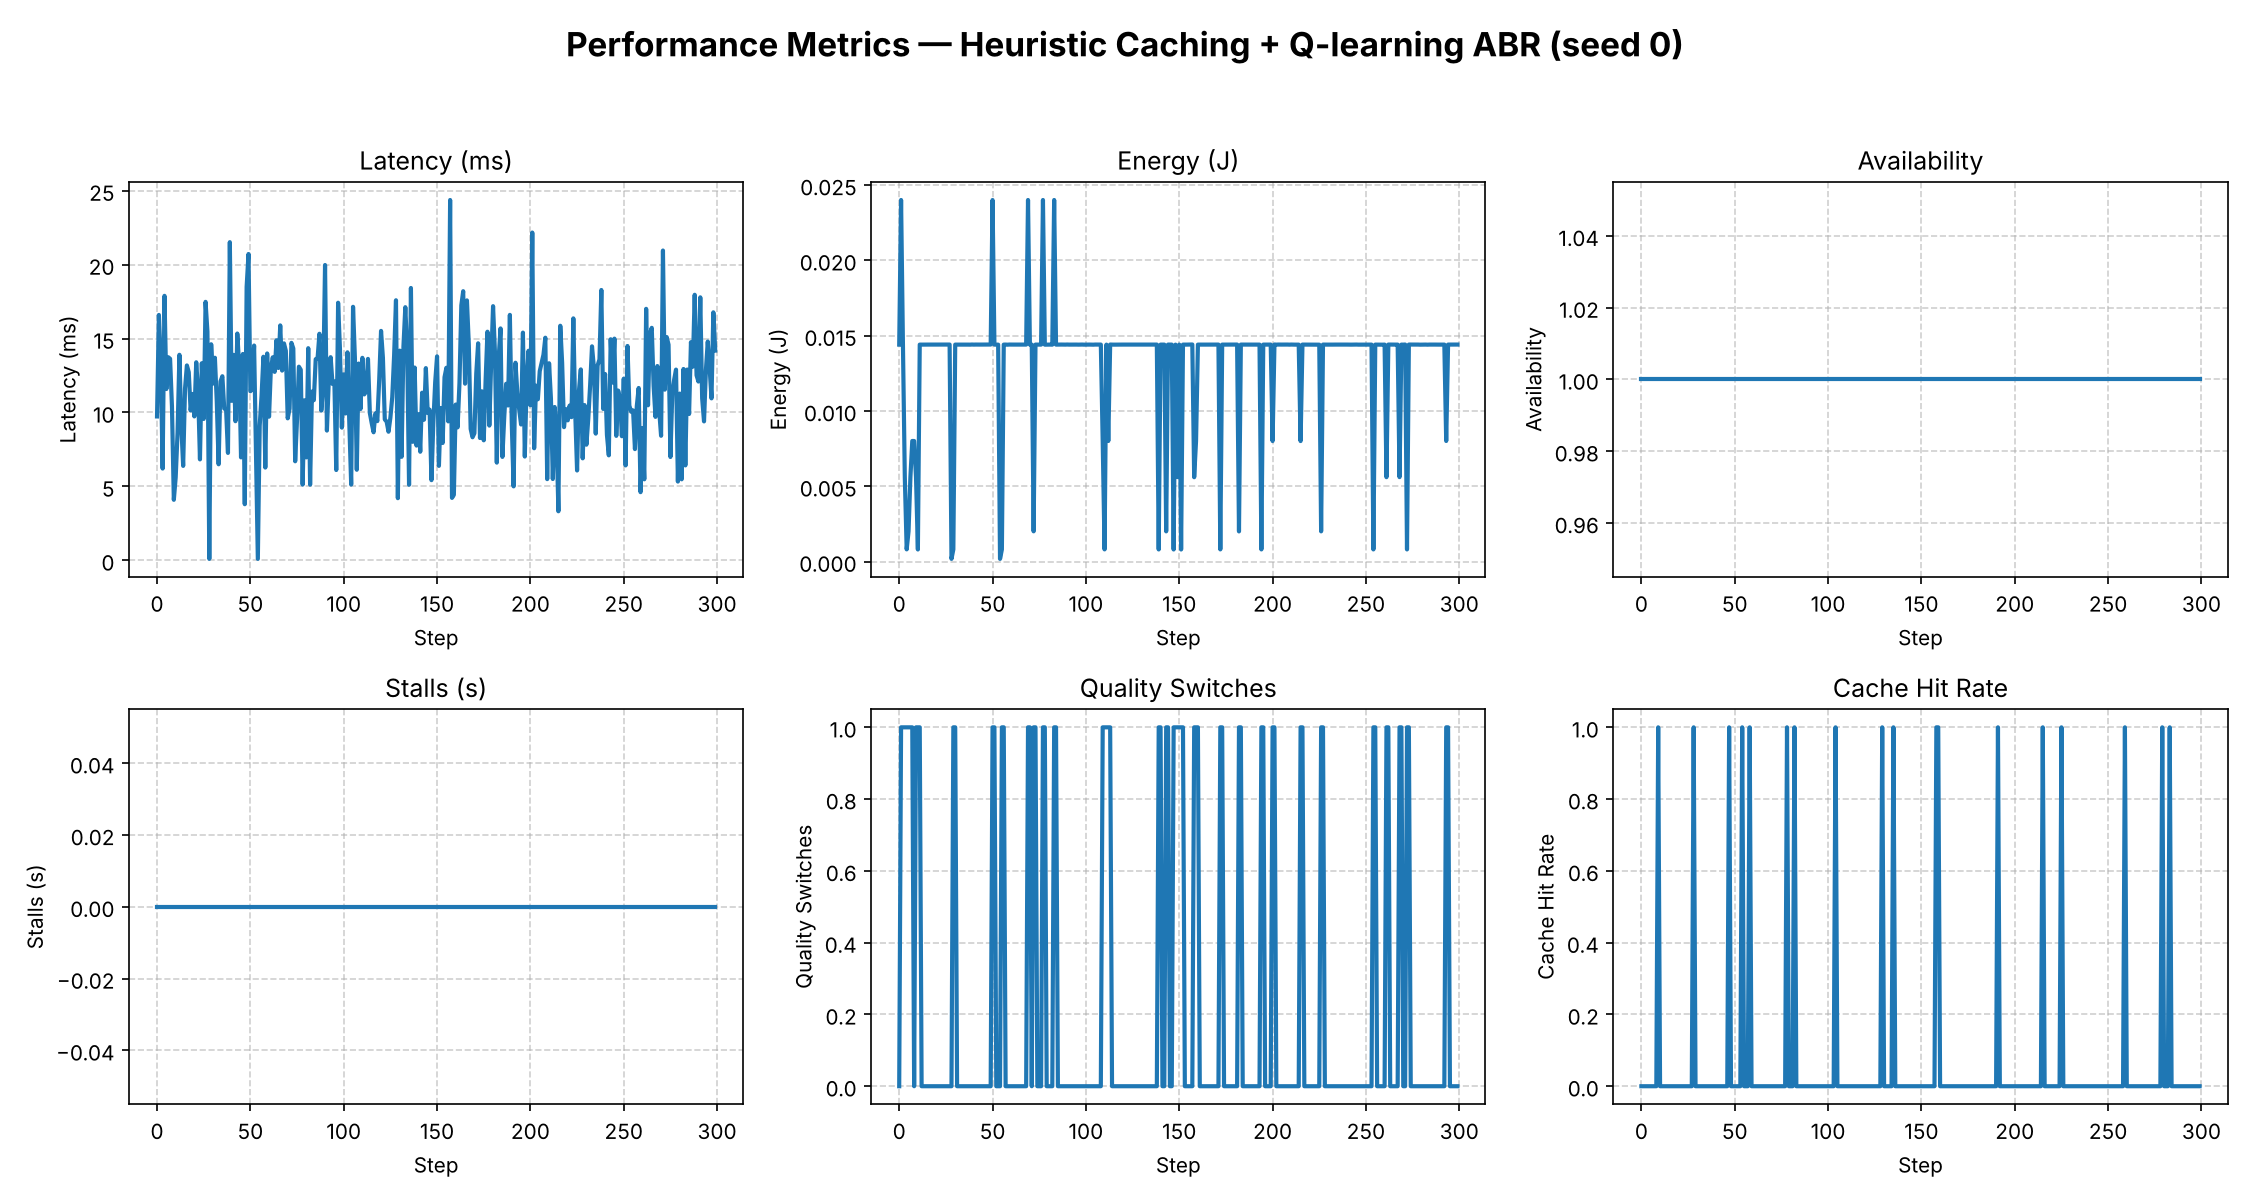 Performance Metrics — Heuristic Caching + Q-learning ABR (seed 0)
Latency (ms)
Latency (ms)
25
20
15
10
5
0
0 50 100 150 200 250 300
Step
Energy (J)
Energy (J)
0.025
0.020
0.015
0.010
0.005
0.000
0 50 100 150 200 250 300
Step
Availability
Availability
1.04
1.02
1.00
0.98
0.96
0 50 100 150 200 250 300
Step
Stalls (s)
Stalls (s)
0.04
0.02
0.00
−0.02
−0.04
0 50 100 150 200 250 300
Step
Quality Switches
Quality Switches
1.0
0.8
0.6
0.4
0.2
0.0
0 50 100 150 200 250 300
Step
Cache Hit Rate
Cache Hit Rate
1.0
0.8
0.6
0.4
0.2
0.0
0 50 100 150 200 250 300
Step